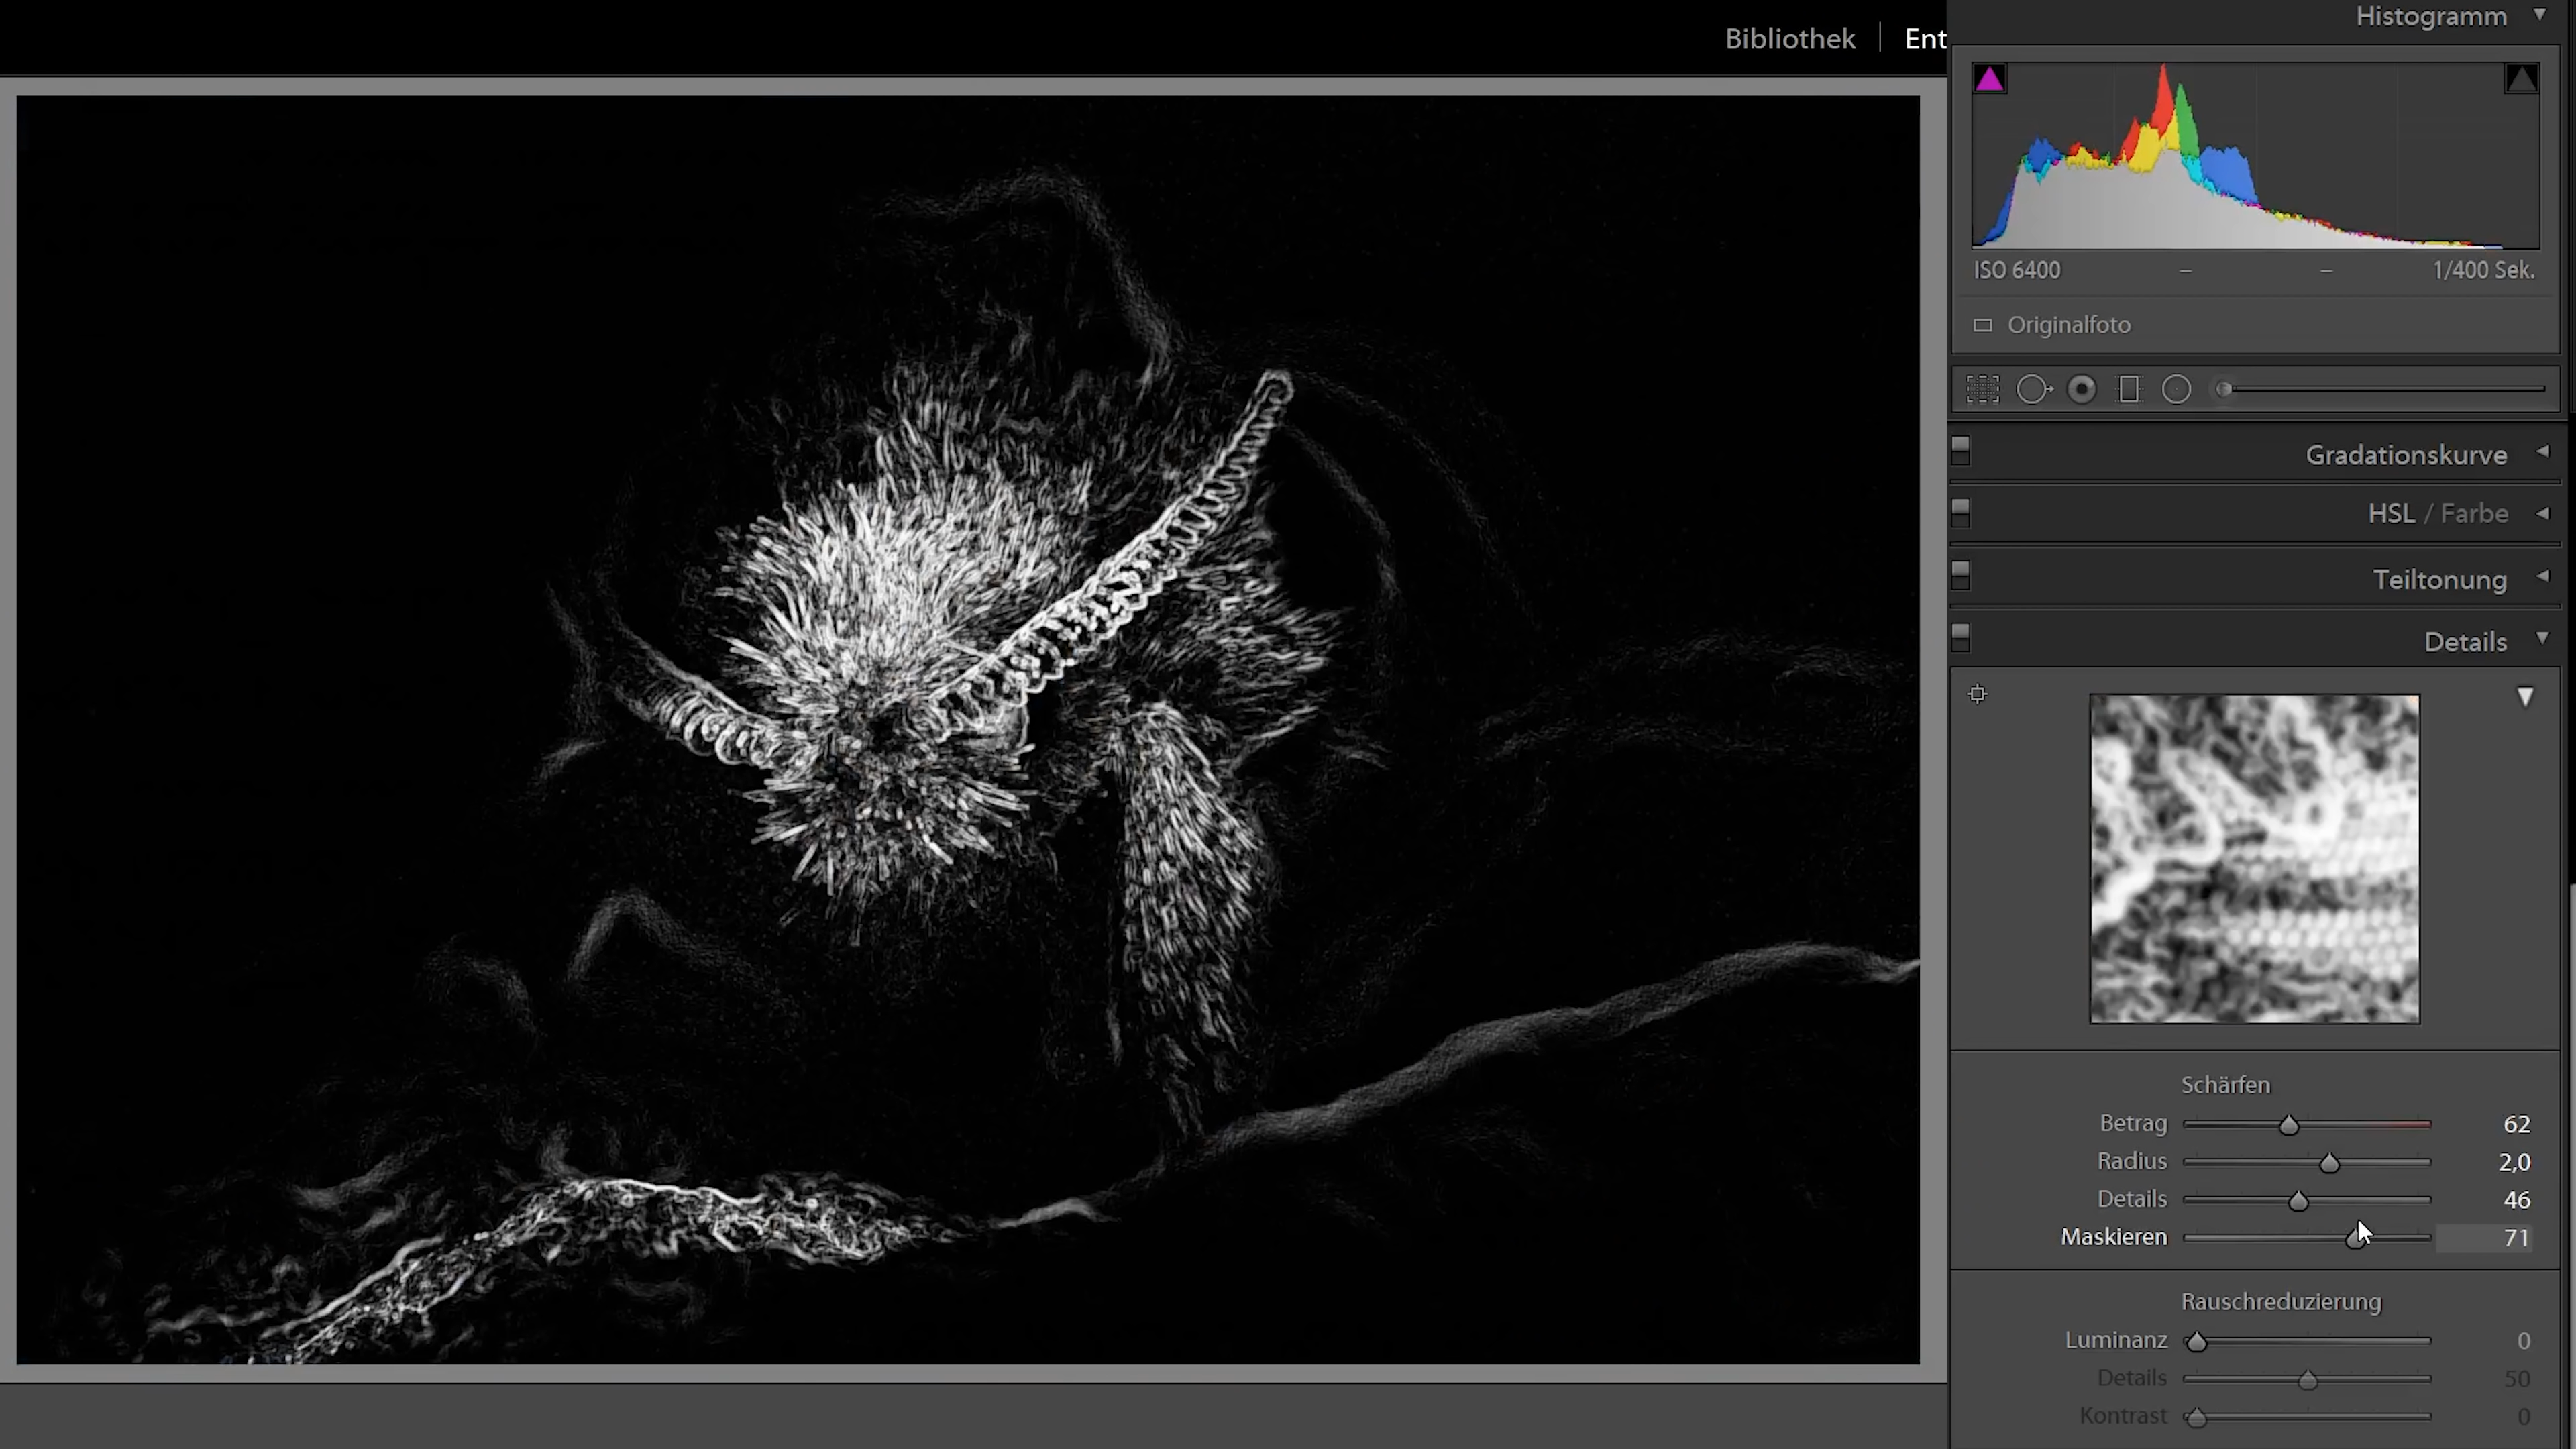 Bibliothek | Ent
Histogramm
ISO 6400 – – 1/400 Sek.
Originalfoto
Gradationskurve
HSL / Farbe
Teiltonung
Details
Schärfen
Betrag 62
Radius 2,0
Details 46
Maskieren 71
Rauschreduzierung
Luminanz 0
Details 50
Kontrast 0